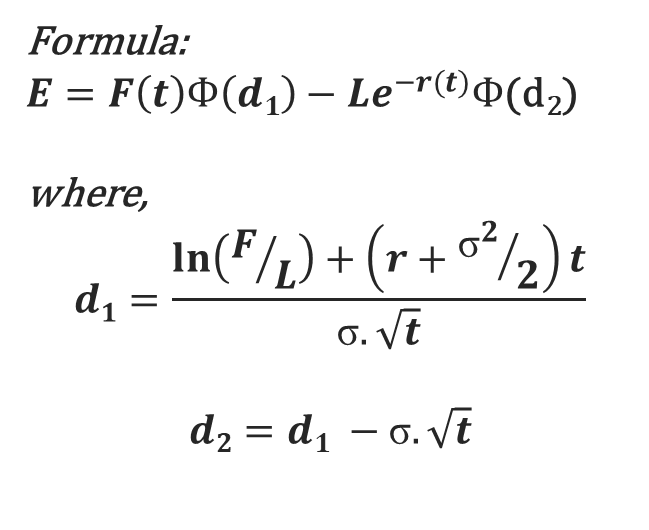 Formula:
E = F(t)Φ(d₁) − Le^(−r(t))Φ(d₂)
where,
d₁ = (ln(F/L) + (r + σ²/2)t) / (σ.√t)
d₂ = d₁ − σ.√t